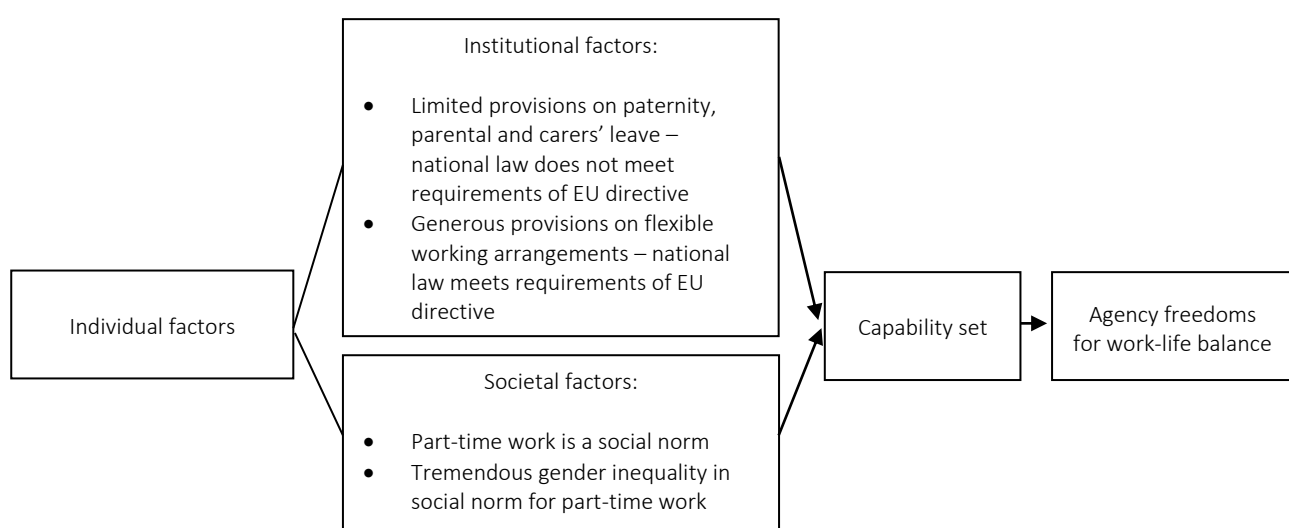 Individual factors
Institutional factors:
• Limited provisions on paternity,
parental and carers’ leave –
national law does not meet
requirements of EU directive
• Generous provisions on flexible
working arrangements – national
law meets requirements of EU
directive
Societal factors:
• Part-time work is a social norm
• Tremendous gender inequality in
social norm for part-time work
Capability set
Agency freedoms
for work-life balance